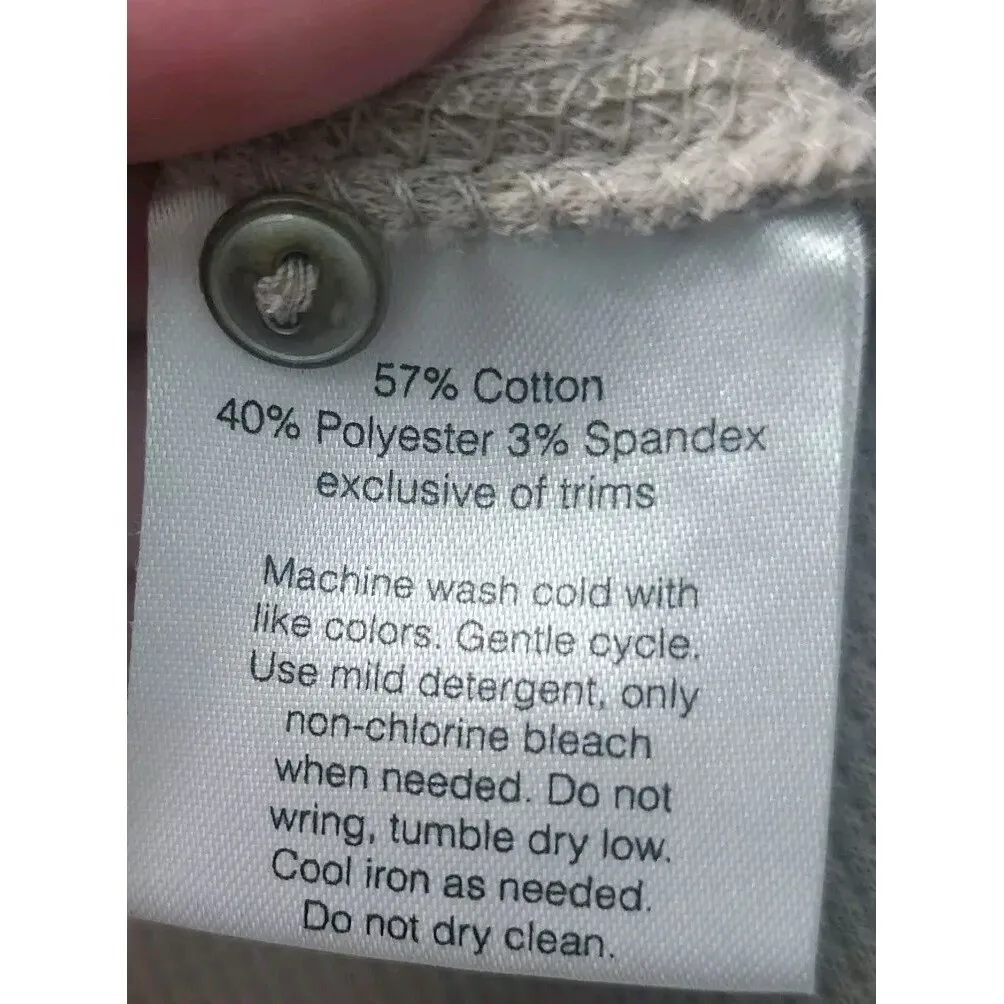 57% Cotton
40% Polyester 3% Spandex
exclusive of trims
Machine wash cold with
like colors. Gentle cycle.
Use mild detergent, only
non-chlorine bleach
when needed. Do not
wring, tumble dry low.
Cool iron as needed.
Do not dry clean.